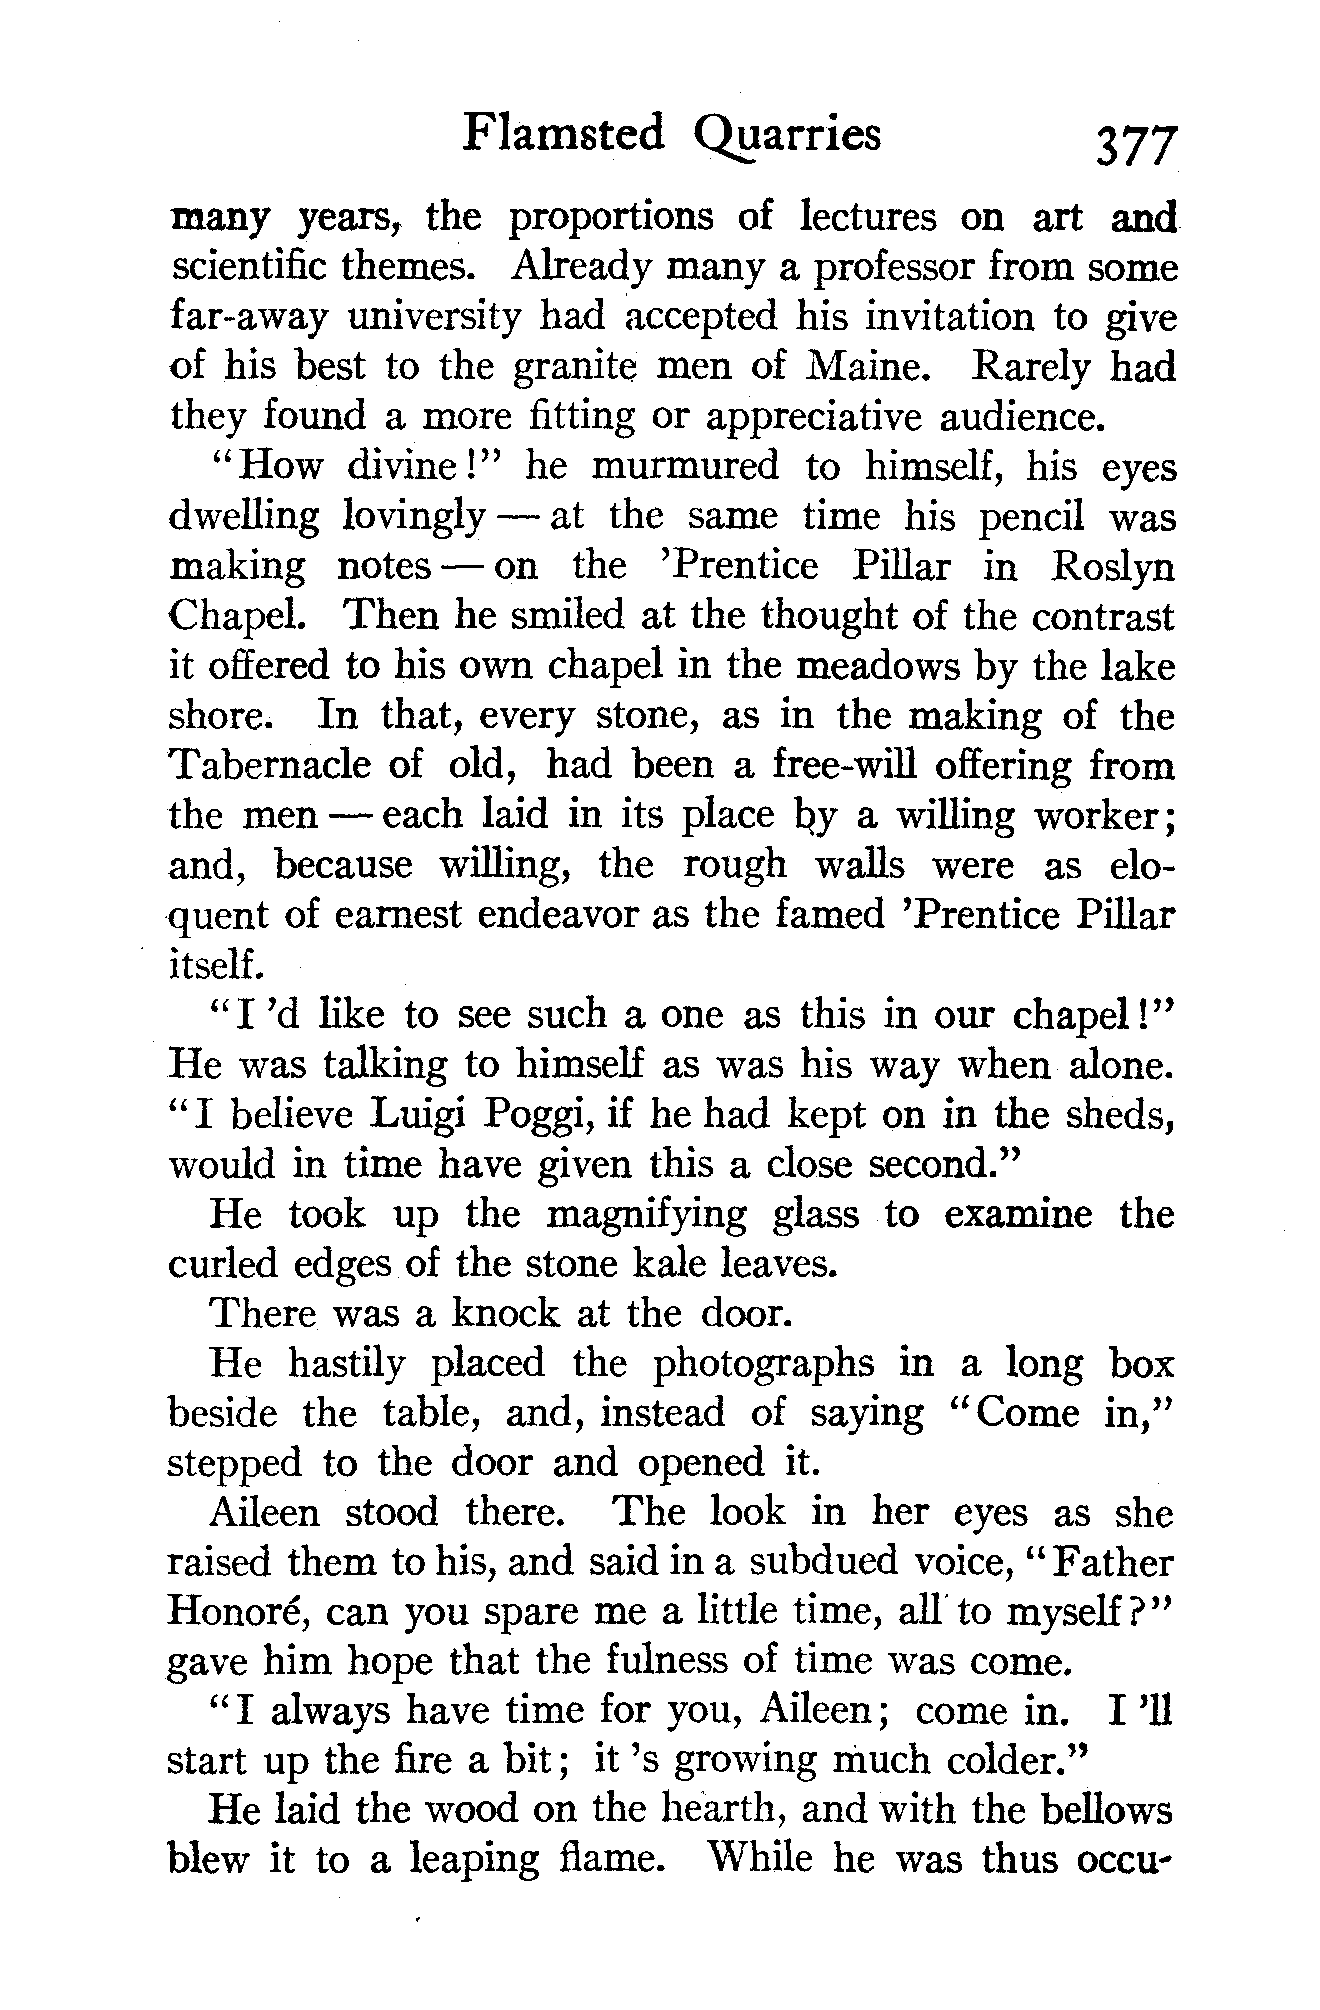 Flamsted Quarries 377
many years, the proportions of lectures on art and
scientific themes. Already many a professor from some
far-away university had accepted his invitation to give
of his best to the granite men of Maine. Rarely had
they found a more fitting or appreciative audience.
"How divine!" he murmured to himself, his eyes
dwelling lovingly — at the same time his pencil was
making notes — on the 'Prentice Pillar in Roslyn
Chapel. Then he smiled at the thought of the contrast
it offered to his own chapel in the meadows by the lake
shore. In that, every stone, as in the making of the
Tabernacle of old, had been a free-will offering from
the men — each laid in its place by a willing worker;
and, because willing, the rough walls were as elo-
quent of earnest endeavor as the famed 'Prentice Pillar
itself.
"I 'd like to see such a one as this in our chapel!"
He was talking to himself as was his way when alone.
"I believe Luigi Poggi, if he had kept on in the sheds,
would in time have given this a close second."
He took up the magnifying glass to examine the
curled edges of the stone kale leaves.
There was a knock at the door.
He hastily placed the photographs in a long box
beside the table, and, instead of saying "Come in,"
stepped to the door and opened it.
Aileen stood there. The look in her eyes as she
raised them to his, and said in a subdued voice, "Father
Honoré, can you spare me a little time, all to myself?"
gave him hope that the fulness of time was come.
"I always have time for you, Aileen; come in. I 'll
start up the fire a bit; it 's growing much colder."
He laid the wood on the hearth, and with the bellows
blew it to a leaping flame. While he was thus occu-